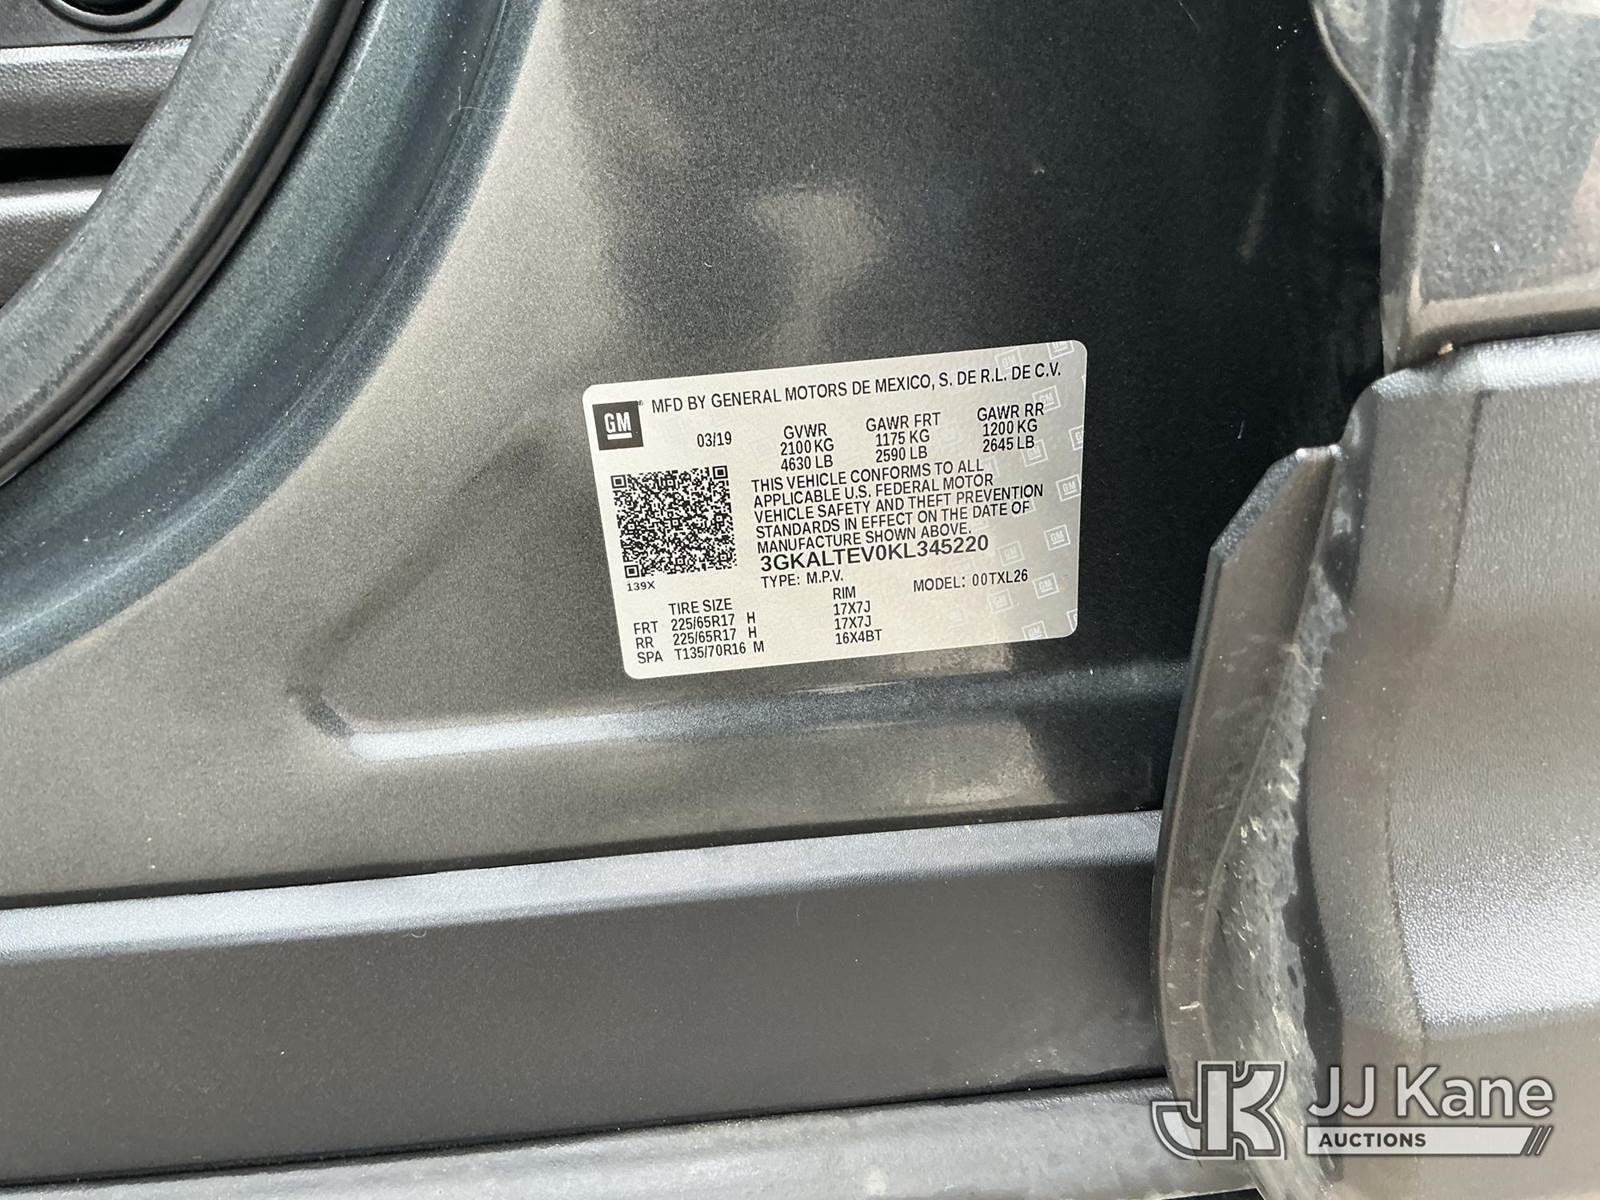 GM MFD BY GENERAL MOTORS DE MEXICO, S. DE R.L. DE C.V.
03/19 GVWR GAWR FRT GAWR RR
2100 KG 1175 KG 1200 KG
4630 LB 2590 LB 2645 LB
THIS VEHICLE CONFORMS TO ALL
APPLICABLE U.S. FEDERAL MOTOR
VEHICLE SAFETY AND THEFT PREVENTION
STANDARDS IN EFFECT ON THE DATE OF
MANUFACTURE SHOWN ABOVE.
3GKALTEV0KL345220
139X TYPE: M.P.V. MODEL: 00TXL26
TIRE SIZE RIM
FRT 225/65R17 H 17X7J
RR 225/65R17 H 17X7J
SPA T135/70R16 M 16X4BT
JK JJ Kane
AUCTIONS